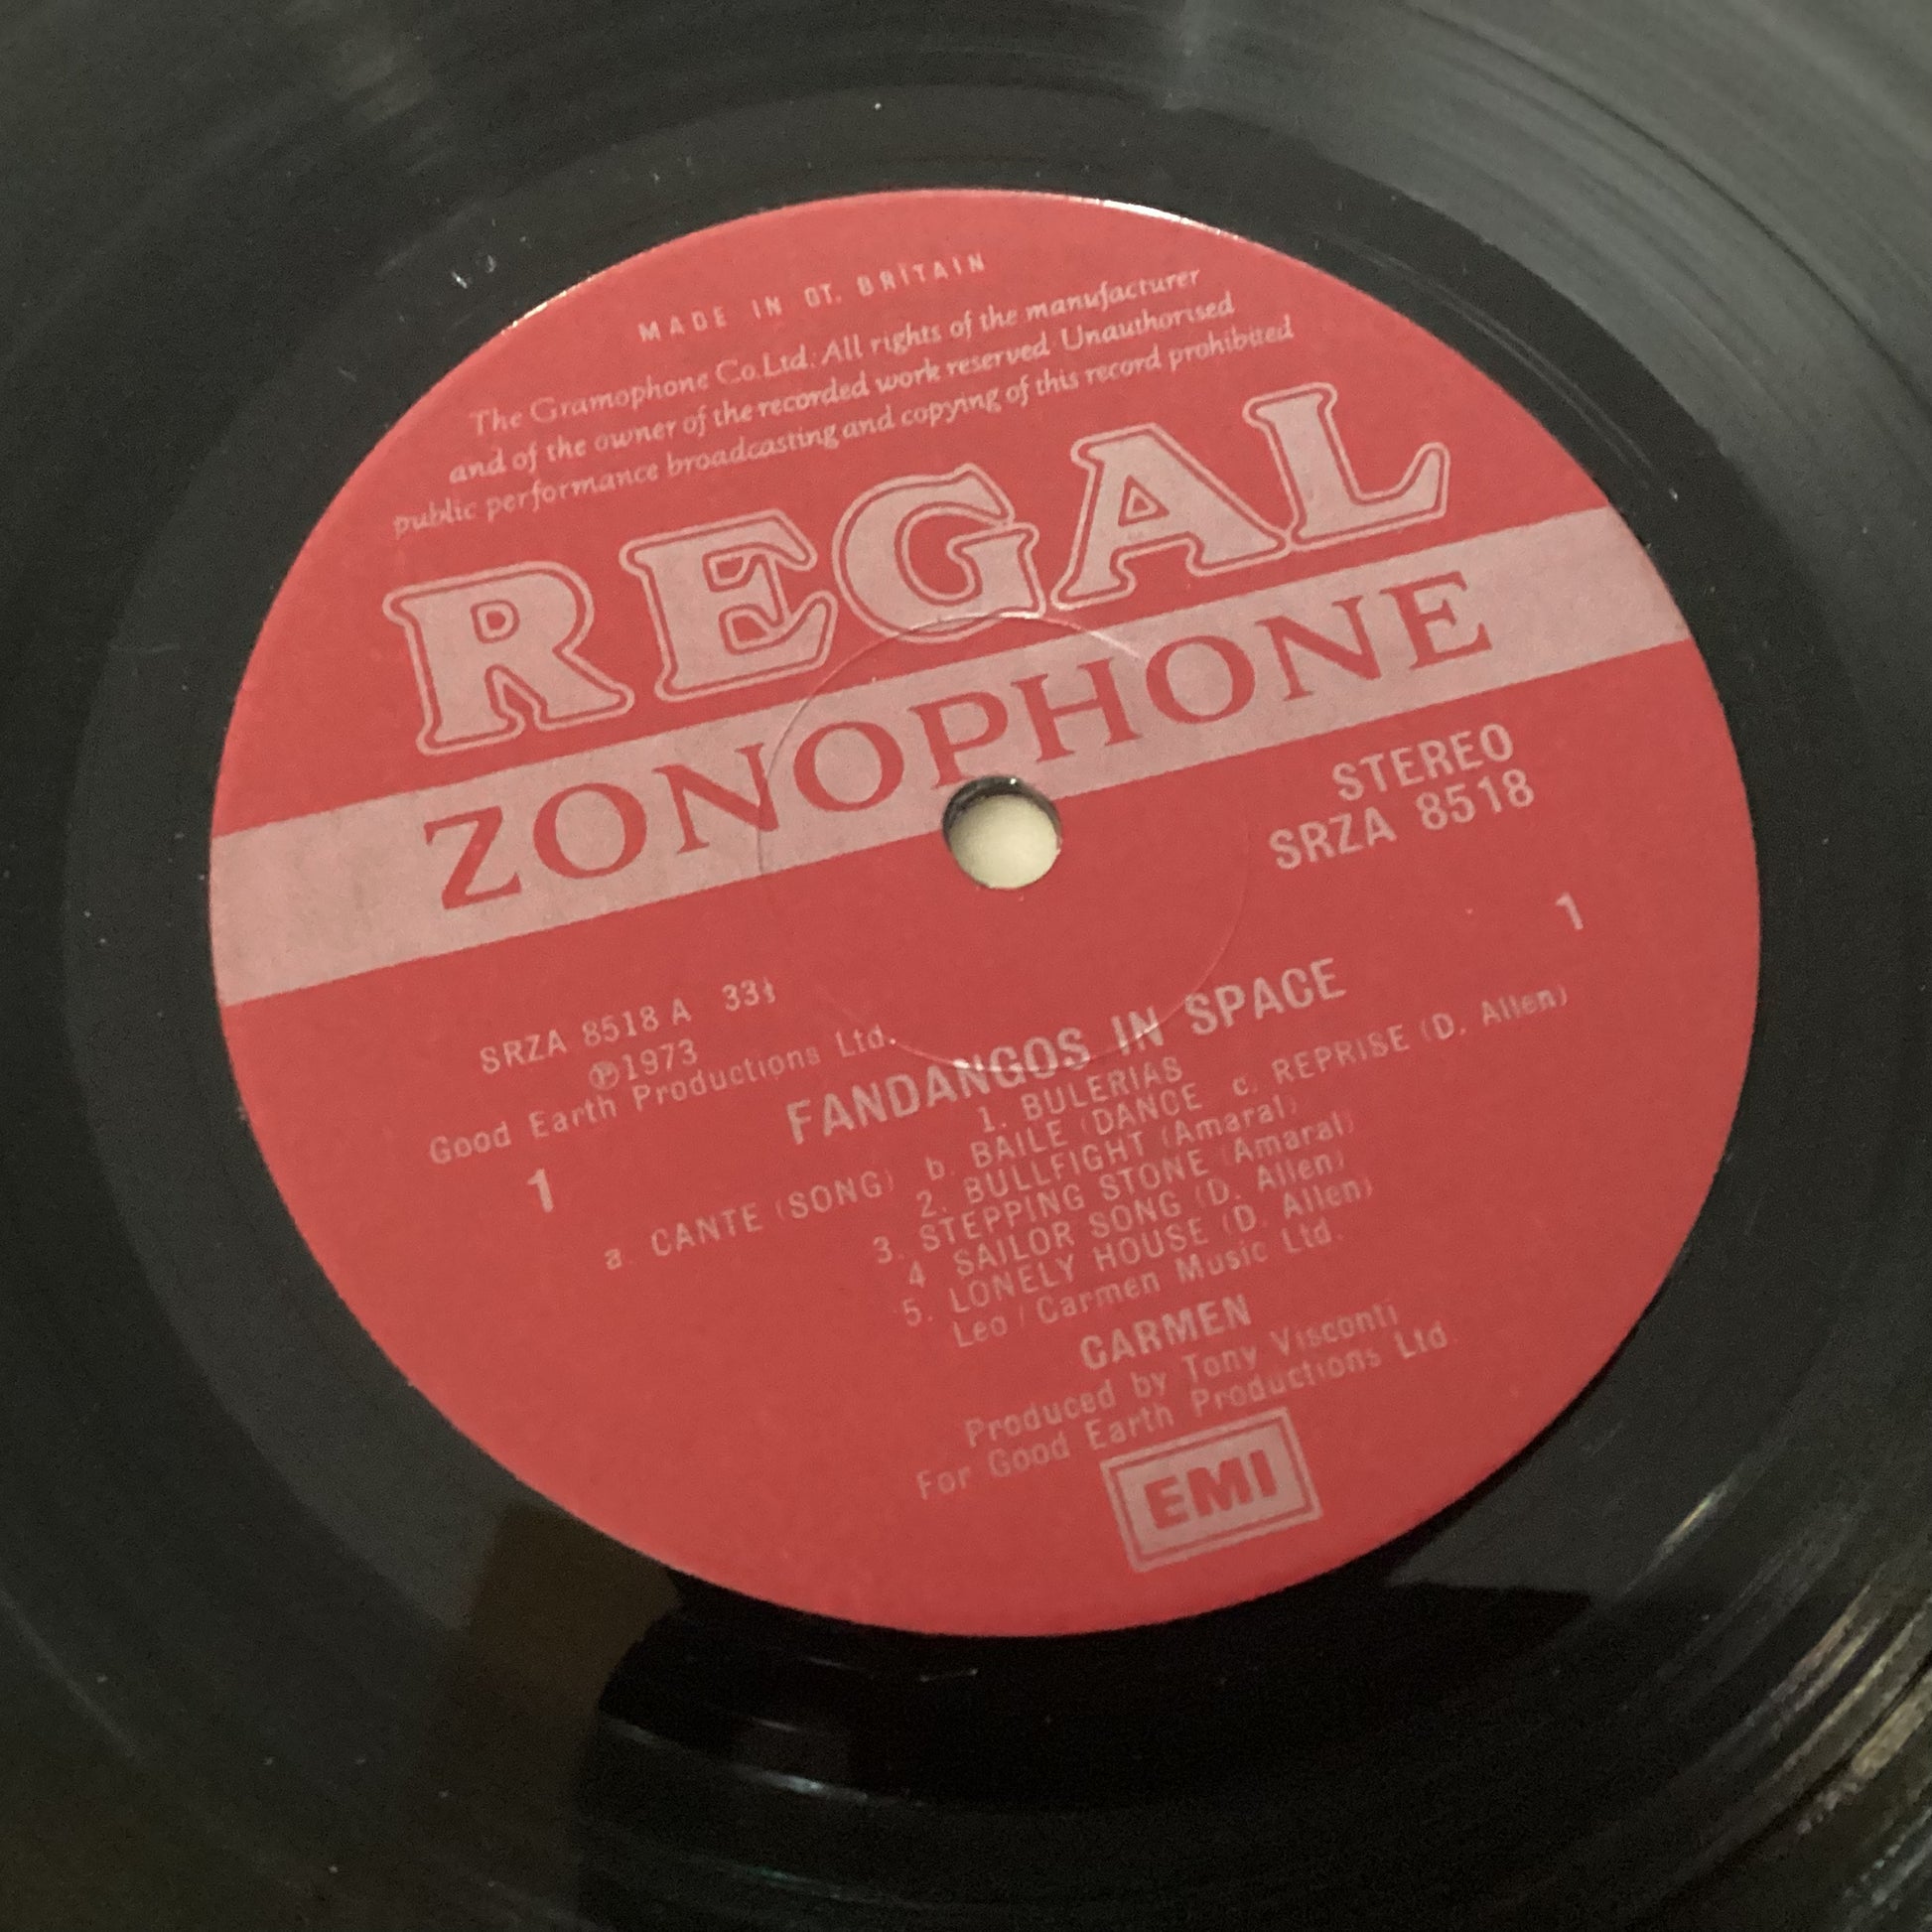 MADE IN GT. BRITAIN
The Gramophone Co.Ltd. All rights of the manufacturer
and of the owner of the recorded work reserved Unauthorised
public performance broadcasting and copying of this record prohibited
REGAL
ZONOPHONE
STEREO
SRZA 8518
1
SRZA 8518 A 33⅓
℗1973
Good Earth Productions Ltd.
1
FANDANGOS IN SPACE
1. BULERIAS
a. CANTE (SONG) b. BAILE (DANCE c. REPRISE (D. Allen)
2. BULLFIGHT (Amaral)
3. STEPPING STONE (Amaral)
4 SAILOR SONG (D. Allen)
5. LONELY HOUSE (D. Allen)
Leo / Carmen Music Ltd.
CARMEN
Produced by Tony Visconti
For Good Earth Productions Ltd
EMI